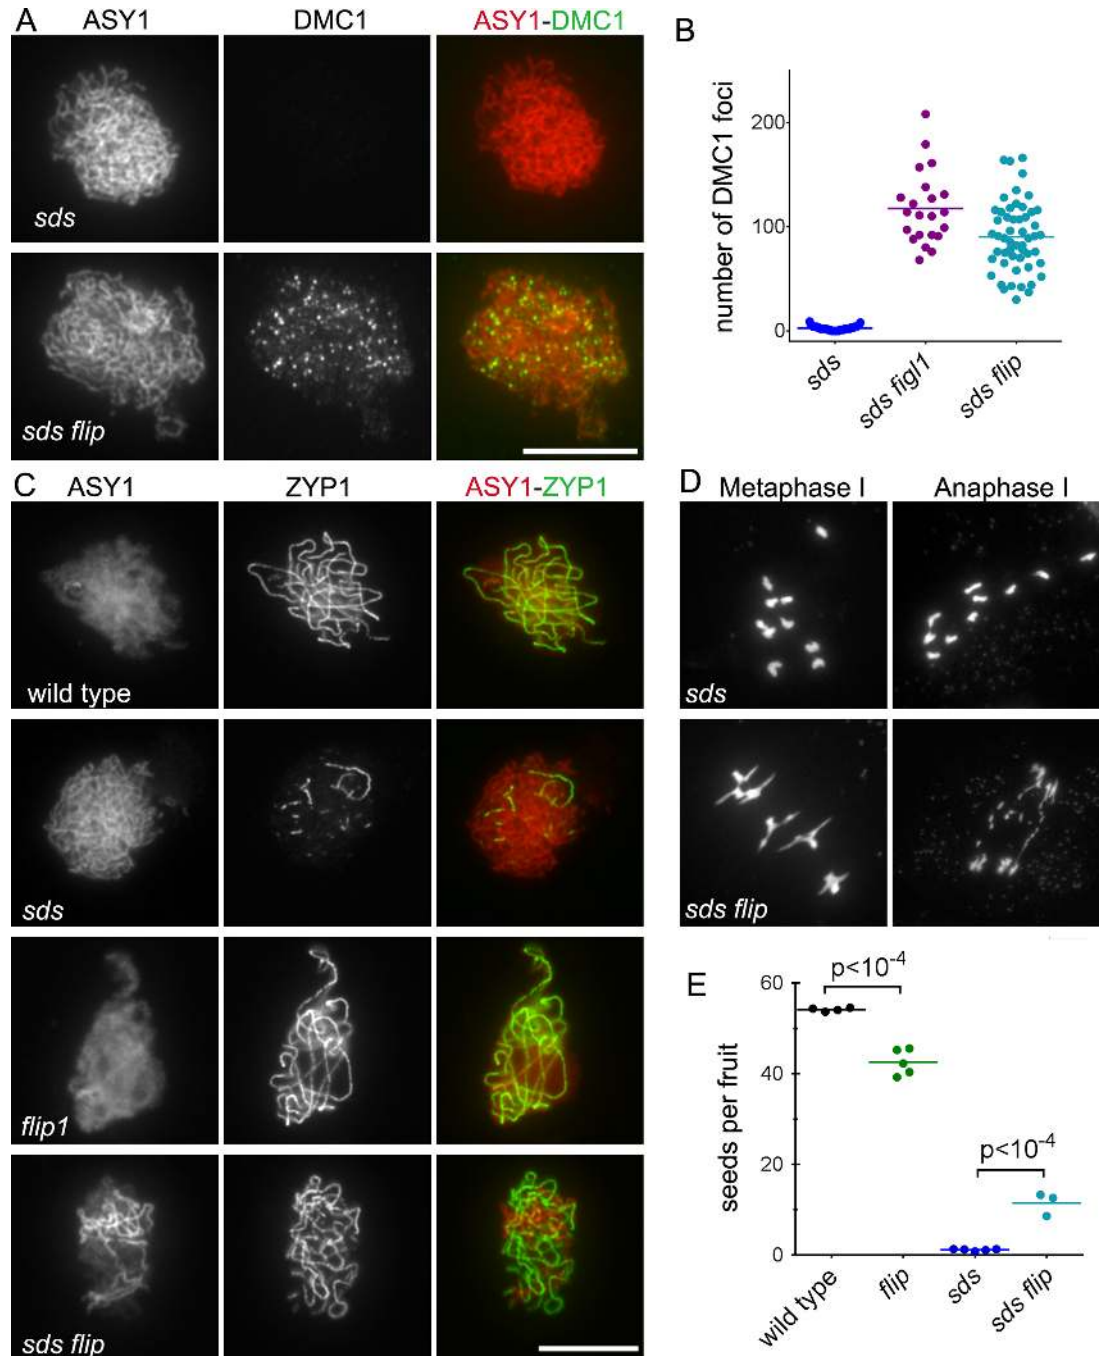 A
ASY1
DMC1
ASY1-DMC1
sds
sds flip
B
number of DMC1 foci
200
100
0
sds
sds figl1
sds flip
C
ASY1
ZYP1
ASY1-ZYP1
wild type
sds
flip1
sds flip
D
Metaphase I
Anaphase I
sds
sds flip
E
p<10-4
p<10-4
seeds per fruit
60
40
20
0
wild type
flip
sds
sds flip